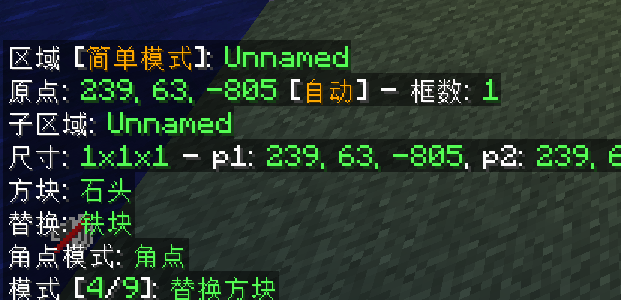 区域 [简单模式]: Unnamed
原点: 239, 63, -805 [自动] - 框数: 1
子区域: Unnamed
尺寸: 1x1x1 - p1: 239, 63, -805, p2: 239,
方块: 石头
替换: 铁块
角点模式: 角点
模式 [4/9]: 替换方块